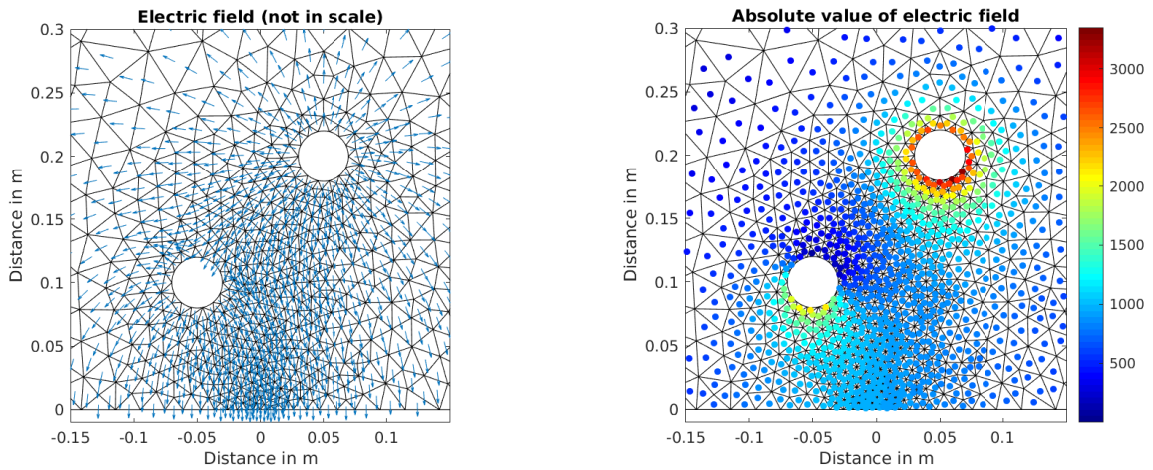 Electric field (not in scale)
0.3
0.25
0.2
0.15
0.1
0.05
0
Distance in m
-0.15 -0.1 -0.05 0 0.05 0.1
Distance in m
Absolute value of electric field
0.3
0.25
0.2
0.15
0.1
0.05
0
Distance in m
-0.15 -0.1 -0.05 0 0.05 0.1
Distance in m
3000
2500
2000
1500
1000
500